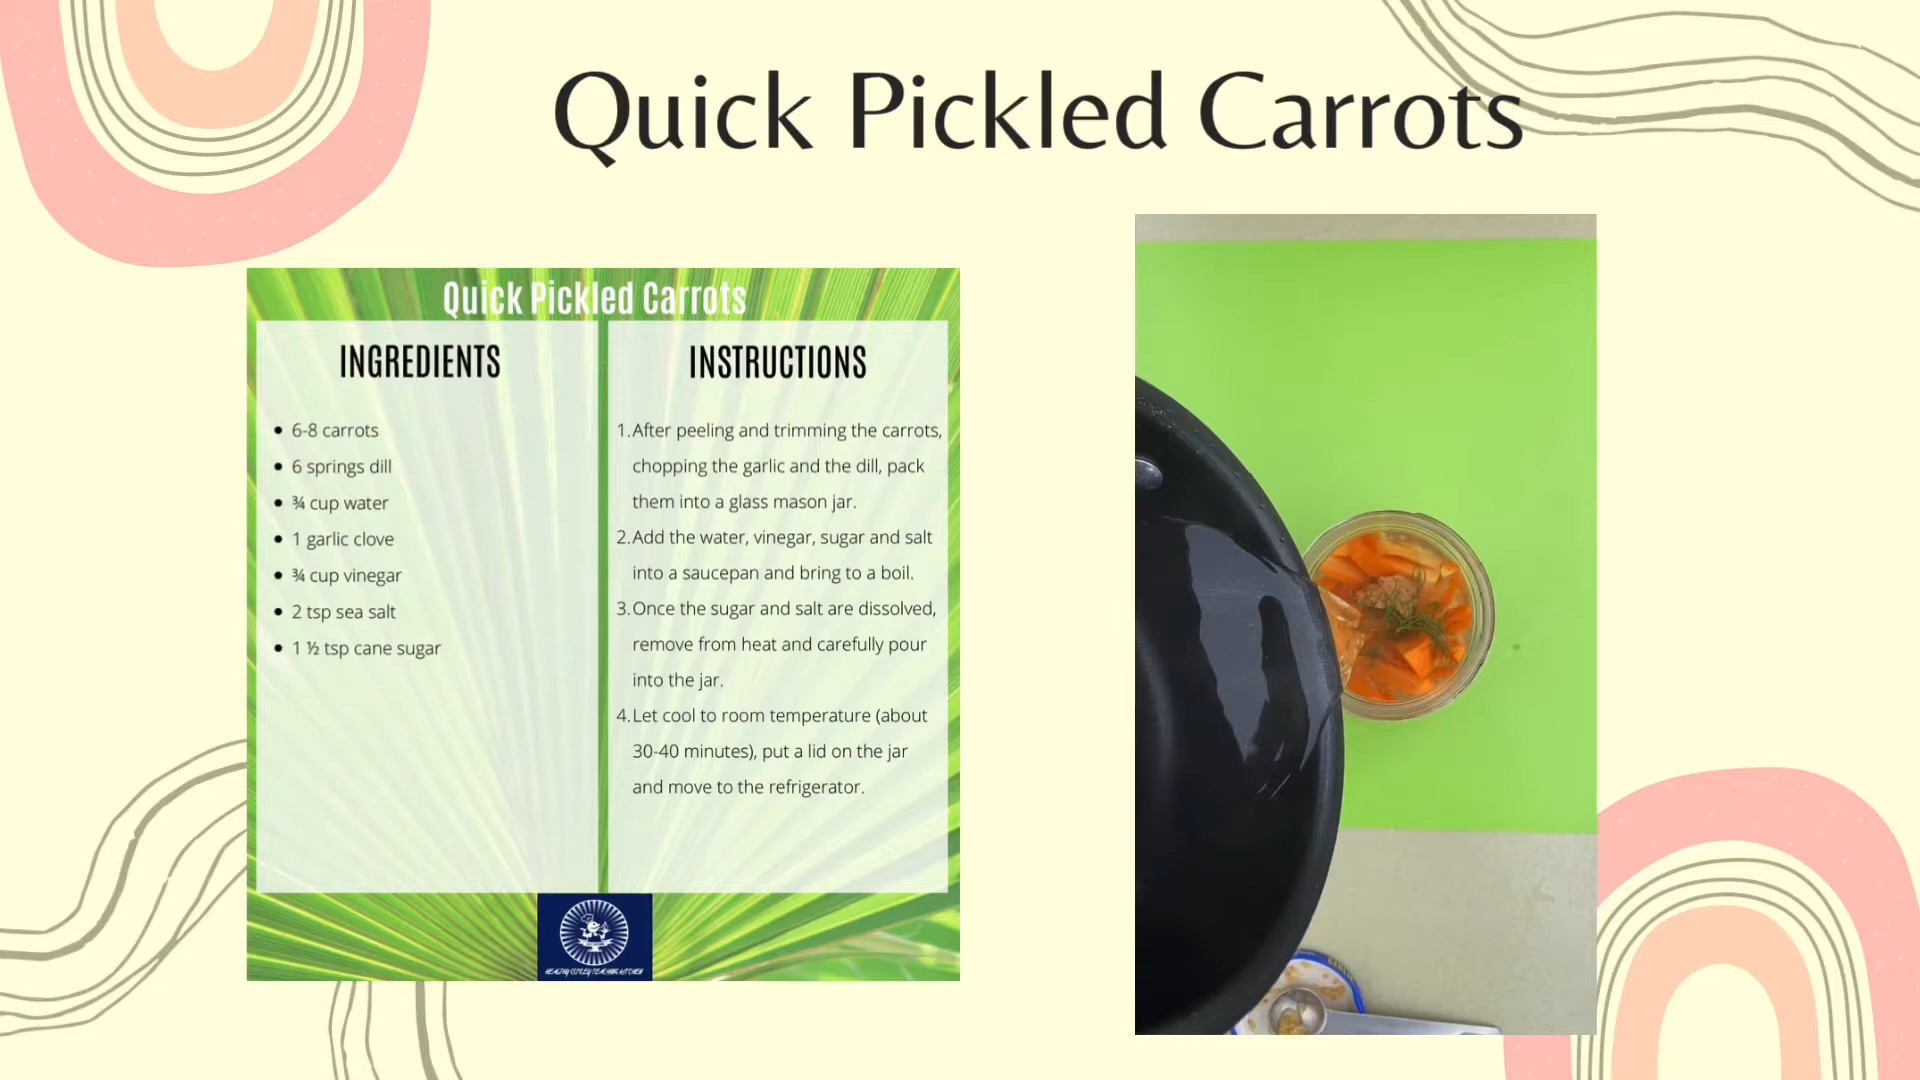 Quick Pickled Carrots
Quick Pickled Carrots
INGREDIENTS
• 6-8 carrots
• 6 springs dill
• ¾ cup water
• 1 garlic clove
• ¾ cup vinegar
• 2 tsp sea salt
• 1 ½ tsp cane sugar
INSTRUCTIONS
1. After peeling and trimming the carrots,
chopping the garlic and the dill, pack
them into a glass mason jar.
2. Add the water, vinegar, sugar and salt
into a saucepan and bring to a boil.
3. Once the sugar and salt are dissolved,
remove from heat and carefully pour
into the jar.
4. Let cool to room temperature (about
30-40 minutes), put a lid on the jar
and move to the refrigerator.
TEACHING KITCHEN